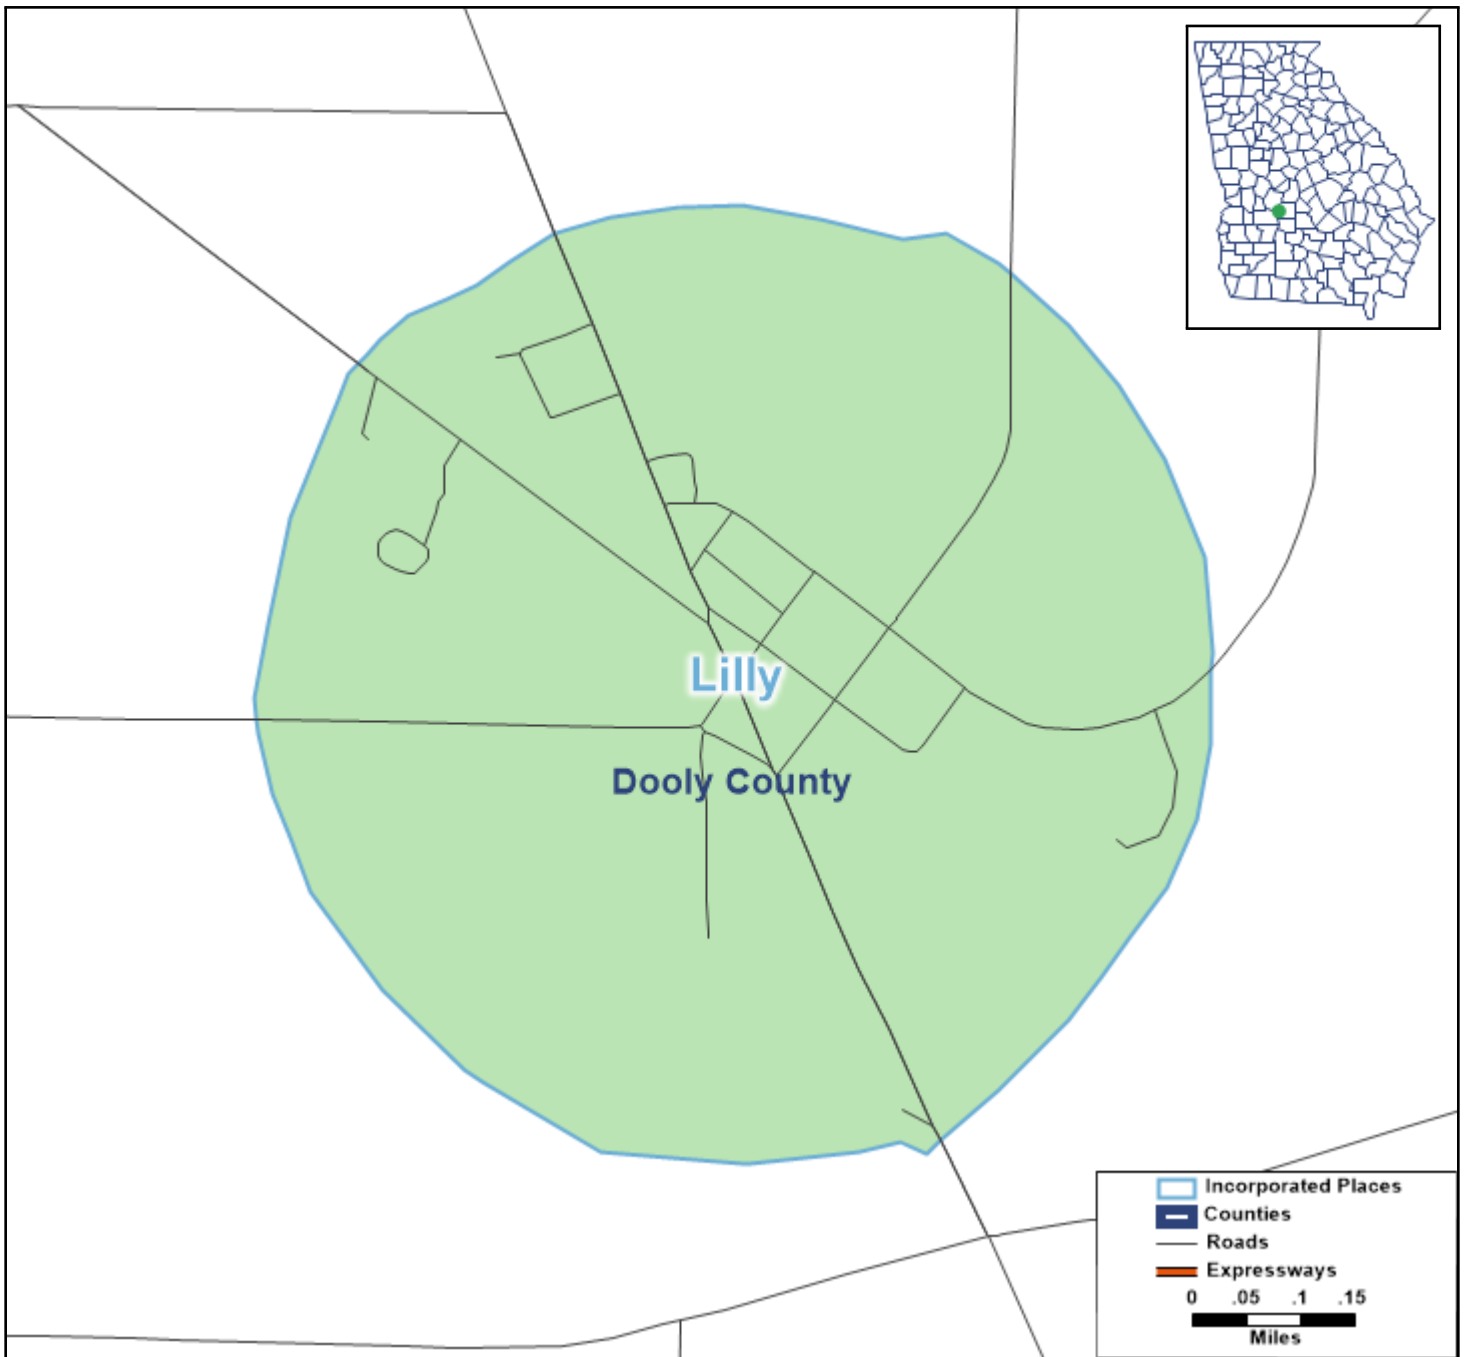 Lilly
Dooly County
Incorporated Places
Counties
Roads
Expressways
0 .05 .1 .15
Miles